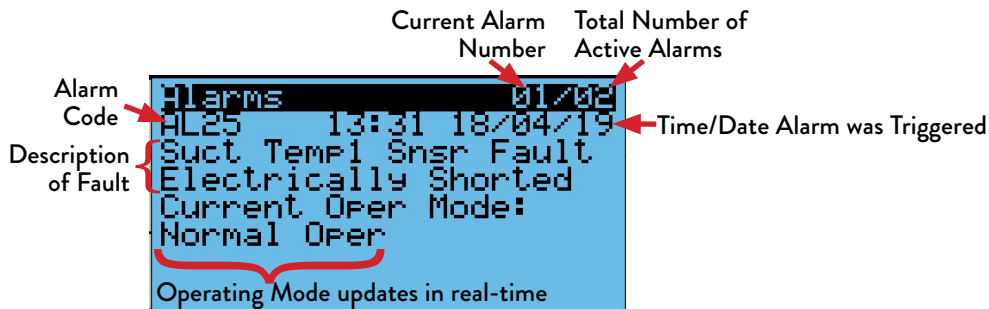 Current Alarm Number
Total Number of Active Alarms
Alarm Code
Description of Fault
Alarms 01/02
AL25 13:31 18/04/19
Time/Date Alarm was Triggered
Suct Temp1 Snsr Fault
Electrically Shorted
Current Oper Mode:
Normal Oper
Operating Mode updates in real-time